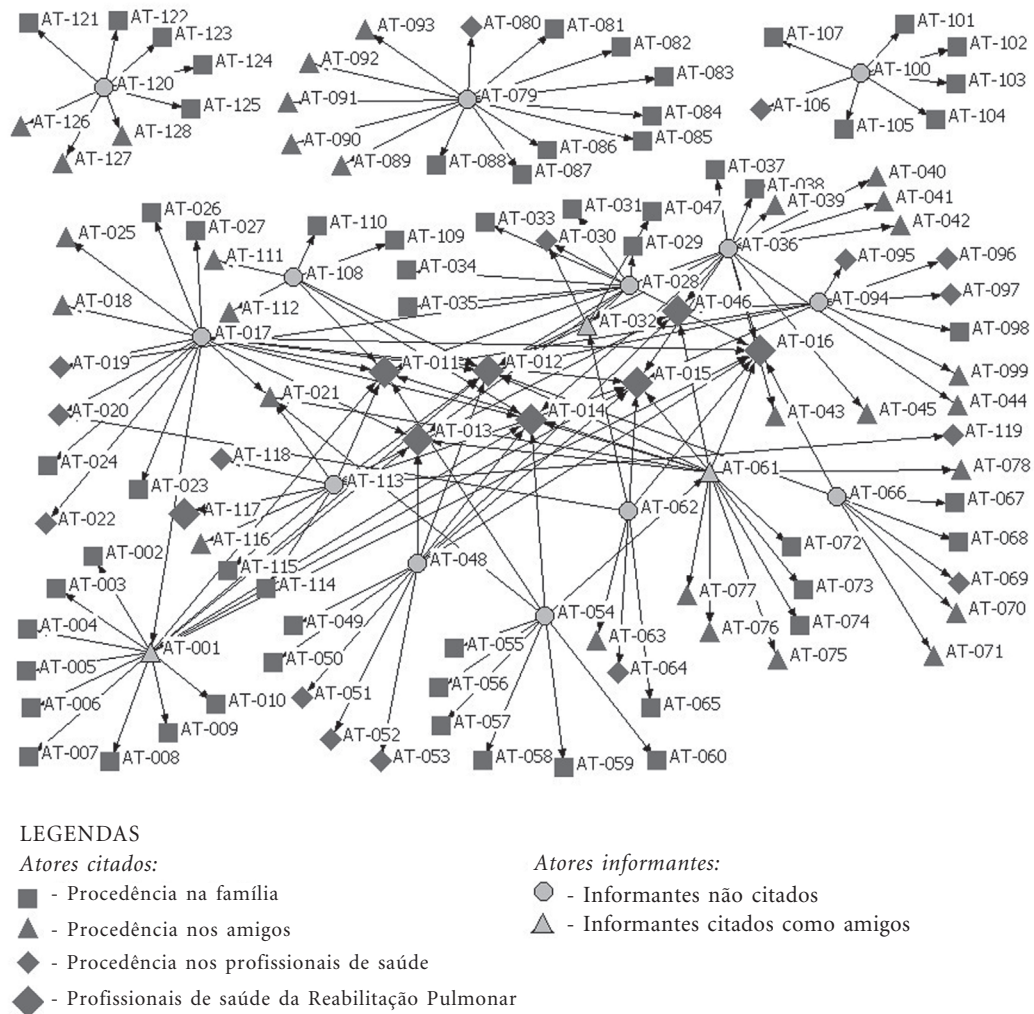 AT-121
AT-122
AT-123
AT-124
AT-120
AT-125
AT-126
AT-128
AT-127
AT-093
AT-080
AT-081
AT-082
AT-092
AT-083
AT-091
AT-079
AT-084
AT-090
AT-085
AT-086
AT-089
AT-088
AT-087
AT-107
AT-101
AT-102
AT-100
AT-103
AT-106
AT-105
AT-104
AT-037
AT-038
AT-040
AT-039
AT-041
AT-042
AT-026
AT-027
AT-110
AT-033
AT-031
AT-047
AT-025
AT-109
AT-030
AT-029
AT-036
AT-111
AT-108
AT-034
AT-028
AT-095
AT-096
AT-018
AT-112
AT-035
AT-046
AT-094
AT-097
AT-017
AT-032
AT-098
AT-016
AT-019
AT-011
AT-012
AT-015
AT-099
AT-021
AT-020
AT-014
AT-043
AT-045
AT-044
AT-013
AT-119
AT-024
AT-118
AT-061
AT-078
AT-023
AT-113
AT-022
AT-117
AT-062
AT-066
AT-067
AT-116
AT-072
AT-068
AT-002
AT-115
AT-048
AT-003
AT-114
AT-077
AT-073
AT-069
AT-004
AT-049
AT-054
AT-063
AT-076
AT-074
AT-070
AT-001
AT-055
AT-005
AT-050
AT-064
AT-075
AT-071
AT-006
AT-010
AT-051
AT-056
AT-065
AT-009
AT-052
AT-057
AT-007
AT-008
AT-053
AT-058
AT-059
AT-060
LEGENDAS
Atores citados:
- Procedência na família
- Procedência nos amigos
- Procedência nos profissionais de saúde
- Profissionais de saúde da Reabilitação Pulmonar
Atores informantes:
- Informantes não citados
- Informantes citados como amigos